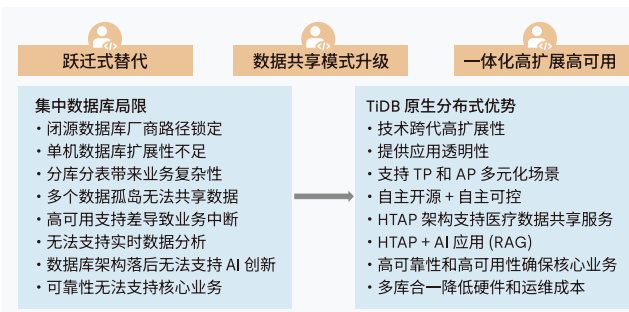 跃迁式替代
数据共享模式升级
一体化高扩展高可用
集中数据库局限
·闭源数据库厂商路径锁定
·单机数据库扩展性不足
·分库分表带来业务复杂性
·多个数据孤岛无法共享数据
·高可用支持差导致业务中断
·无法支持实时数据分析
·数据库架构落后无法支持 AI 创新
·可靠性无法支持核心业务
TiDB 原生分布式优势
·技术跨代高扩展性
·提供应用透明性
·支持 TP 和 AP 多元化场景
·自主开源 + 自主可控
·HTAP 架构支持医疗数据共享服务
·HTAP + AI 应用 (RAG)
·高可靠性和高可用性确保核心业务
·多库合一降低硬件和运维成本